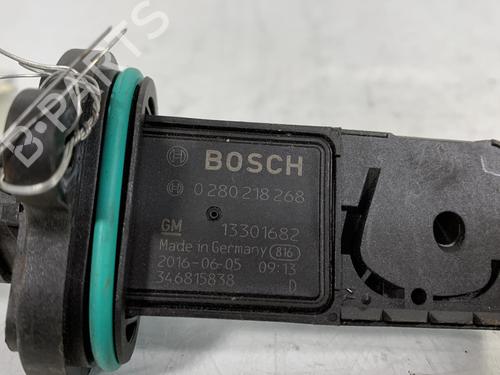 B-PARTS
BOSCH
0 280 218 268
GM 13301682
Made in Germany 816
2016-06-05 09:13
346815838 D